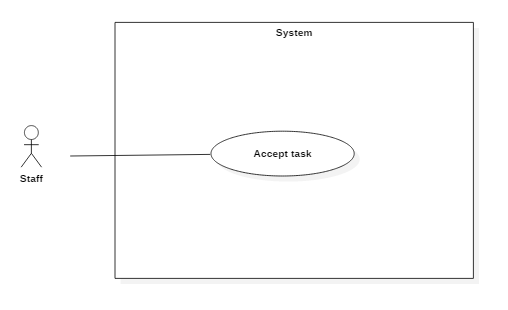 System
Accept task
Staff